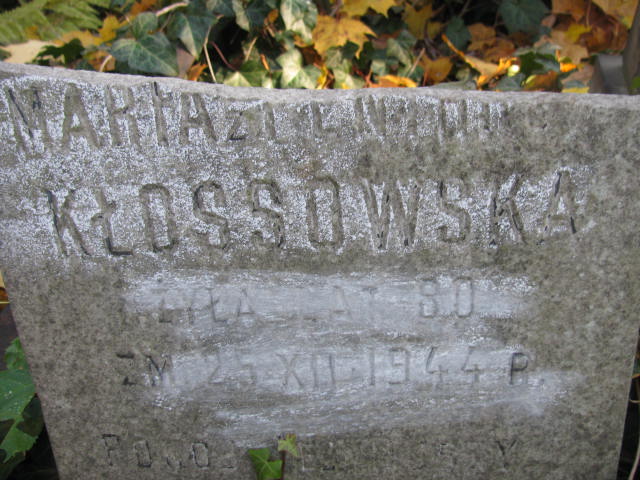 MARIA Z
KŁOSSOWSKA
ŻYŁA LAT 80
ZM. 25 XII 1944 R.